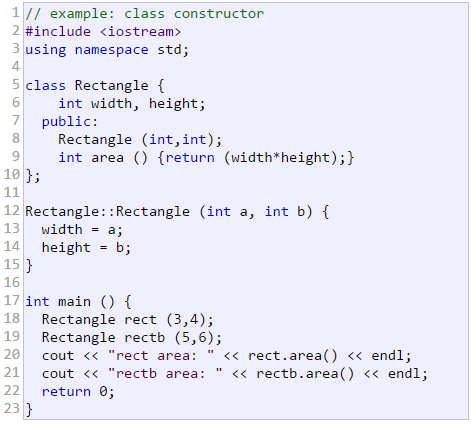 1 // example: class constructor
2 #include <iostream>
3 using namespace std;
4
5 class Rectangle {
6     int width, height;
7   public:
8     Rectangle (int,int);
9     int area () {return (width*height);}
10 };
11
12 Rectangle::Rectangle (int a, int b) {
13   width = a;
14   height = b;
15 }
16
17 int main () {
18   Rectangle rect (3,4);
19   Rectangle rectb (5,6);
20   cout << "rect area: " << rect.area() << endl;
21   cout << "rectb area: " << rectb.area() << endl;
22   return 0;
23 }